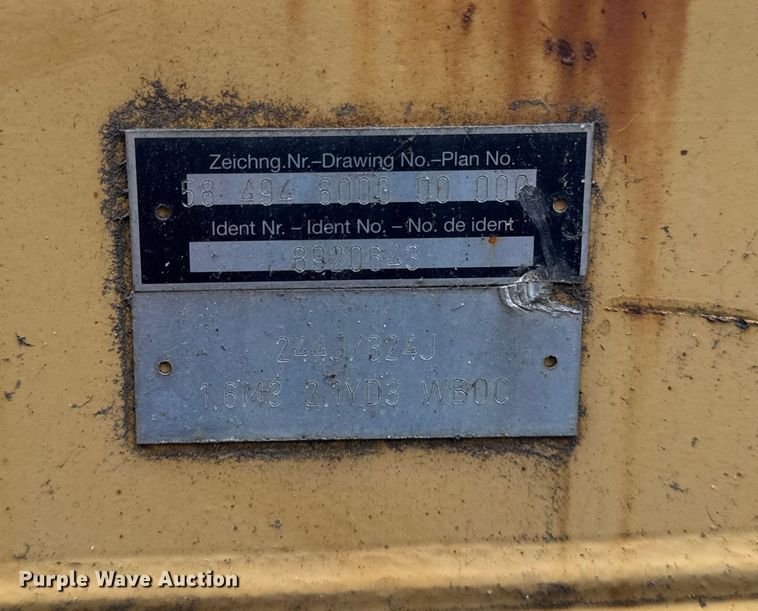 Zeichng.Nr.-Drawing No.-Plan No.
58 494 8000 00 000
Ident Nr. - Ident No. - No. de ident
8920643
244J/324J
1.6M3 2.1YD3 WBOC
Purple Wave Auction